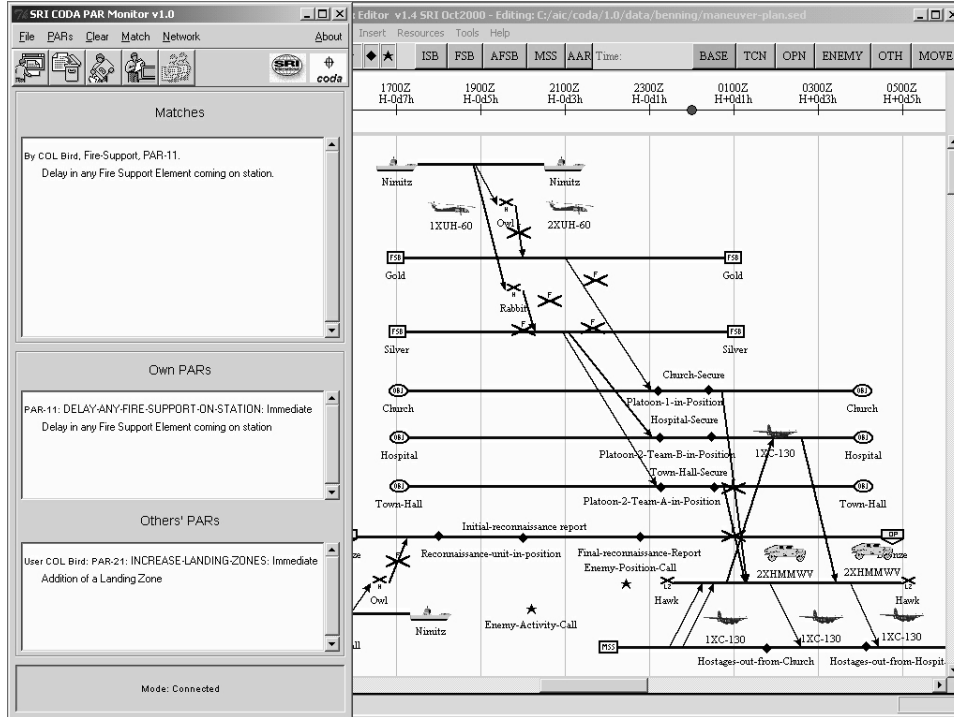 SRI CODA PAR Monitor v1.0
File PARs Clear Match Network About
SRI
coda
Matches
By COL Bird, Fire-Support, PAR-11.
Delay in any Fire Support Element coming on station.
Own PARs
PAR-11: DELAY-ANY-FIRE-SUPPORT-ON-STATION: Immediate
Delay in any Fire Support Element coming on station
Others' PARs
User COL Bird: PAR-21: INCREASE-LANDING-ZONES: Immediate
Addition of a Landing Zone
Mode: Connected
Editor v1.4 SRI Oct2000 - Editing: C:/aic/coda/1.0/data/benning/maneuver-plan.sed
Insert Resources Tools Help
ISB FSB AFSB MSS AAR Time: BASE TCN OPN ENEMY OTH MOVE
1700Z 1900Z 2100Z 2300Z 0100Z 0300Z 0500Z
H-0d7h H-0d5h H-0d3h H-0d1h H+0d1h H+0d3h H+0d5h
Nimitz Nimitz
H
1XUH-60 Owl 2XUH-60
F
FSB FSB
Gold Gold
F
H F
Rabbit
F F
FSB FSB
Silver Silver
Church-Secure
OBJ OBJ
Church Platoon-1-in-Position Church
Hospital-Secure
OBJ OBJ
Hospital Platoon-2-Team-B-in-Position 1XC-130 Hospital
Town-Hall-Secure
OBJ OBJ
Town-Hall Platoon-2-Team-A-in-Position Town-Hall
Initial-reconnaissance report
OP
Reconnaissance-unit-in-position Final-reconnaissance-Report
Enemy-Position-Call 2XHMMWV 2XHMMWV
H LZ LZ
Owl Hawk Hawk
Nimitz Enemy-Activity-Call
1XC-130 1XC-130 1XC-130
MSS
Hostages-out-from-Church Hostages-out-from-Hospit